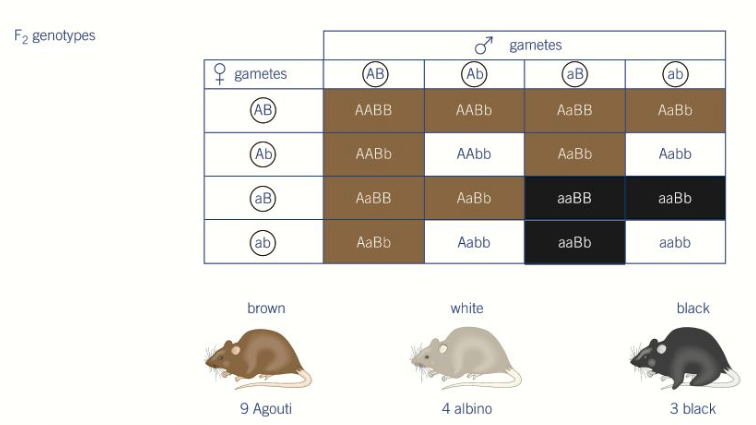 F2 genotypes
♂ gametes
♀ gametes AB Ab aB ab
AB AABB AABb AaBB AaBb
Ab AABb AAbb AaBb Aabb
aB AaBB AaBb aaBB aaBb
ab AaBb Aabb aaBb aabb
brown white black
9 Agouti 4 albino 3 black